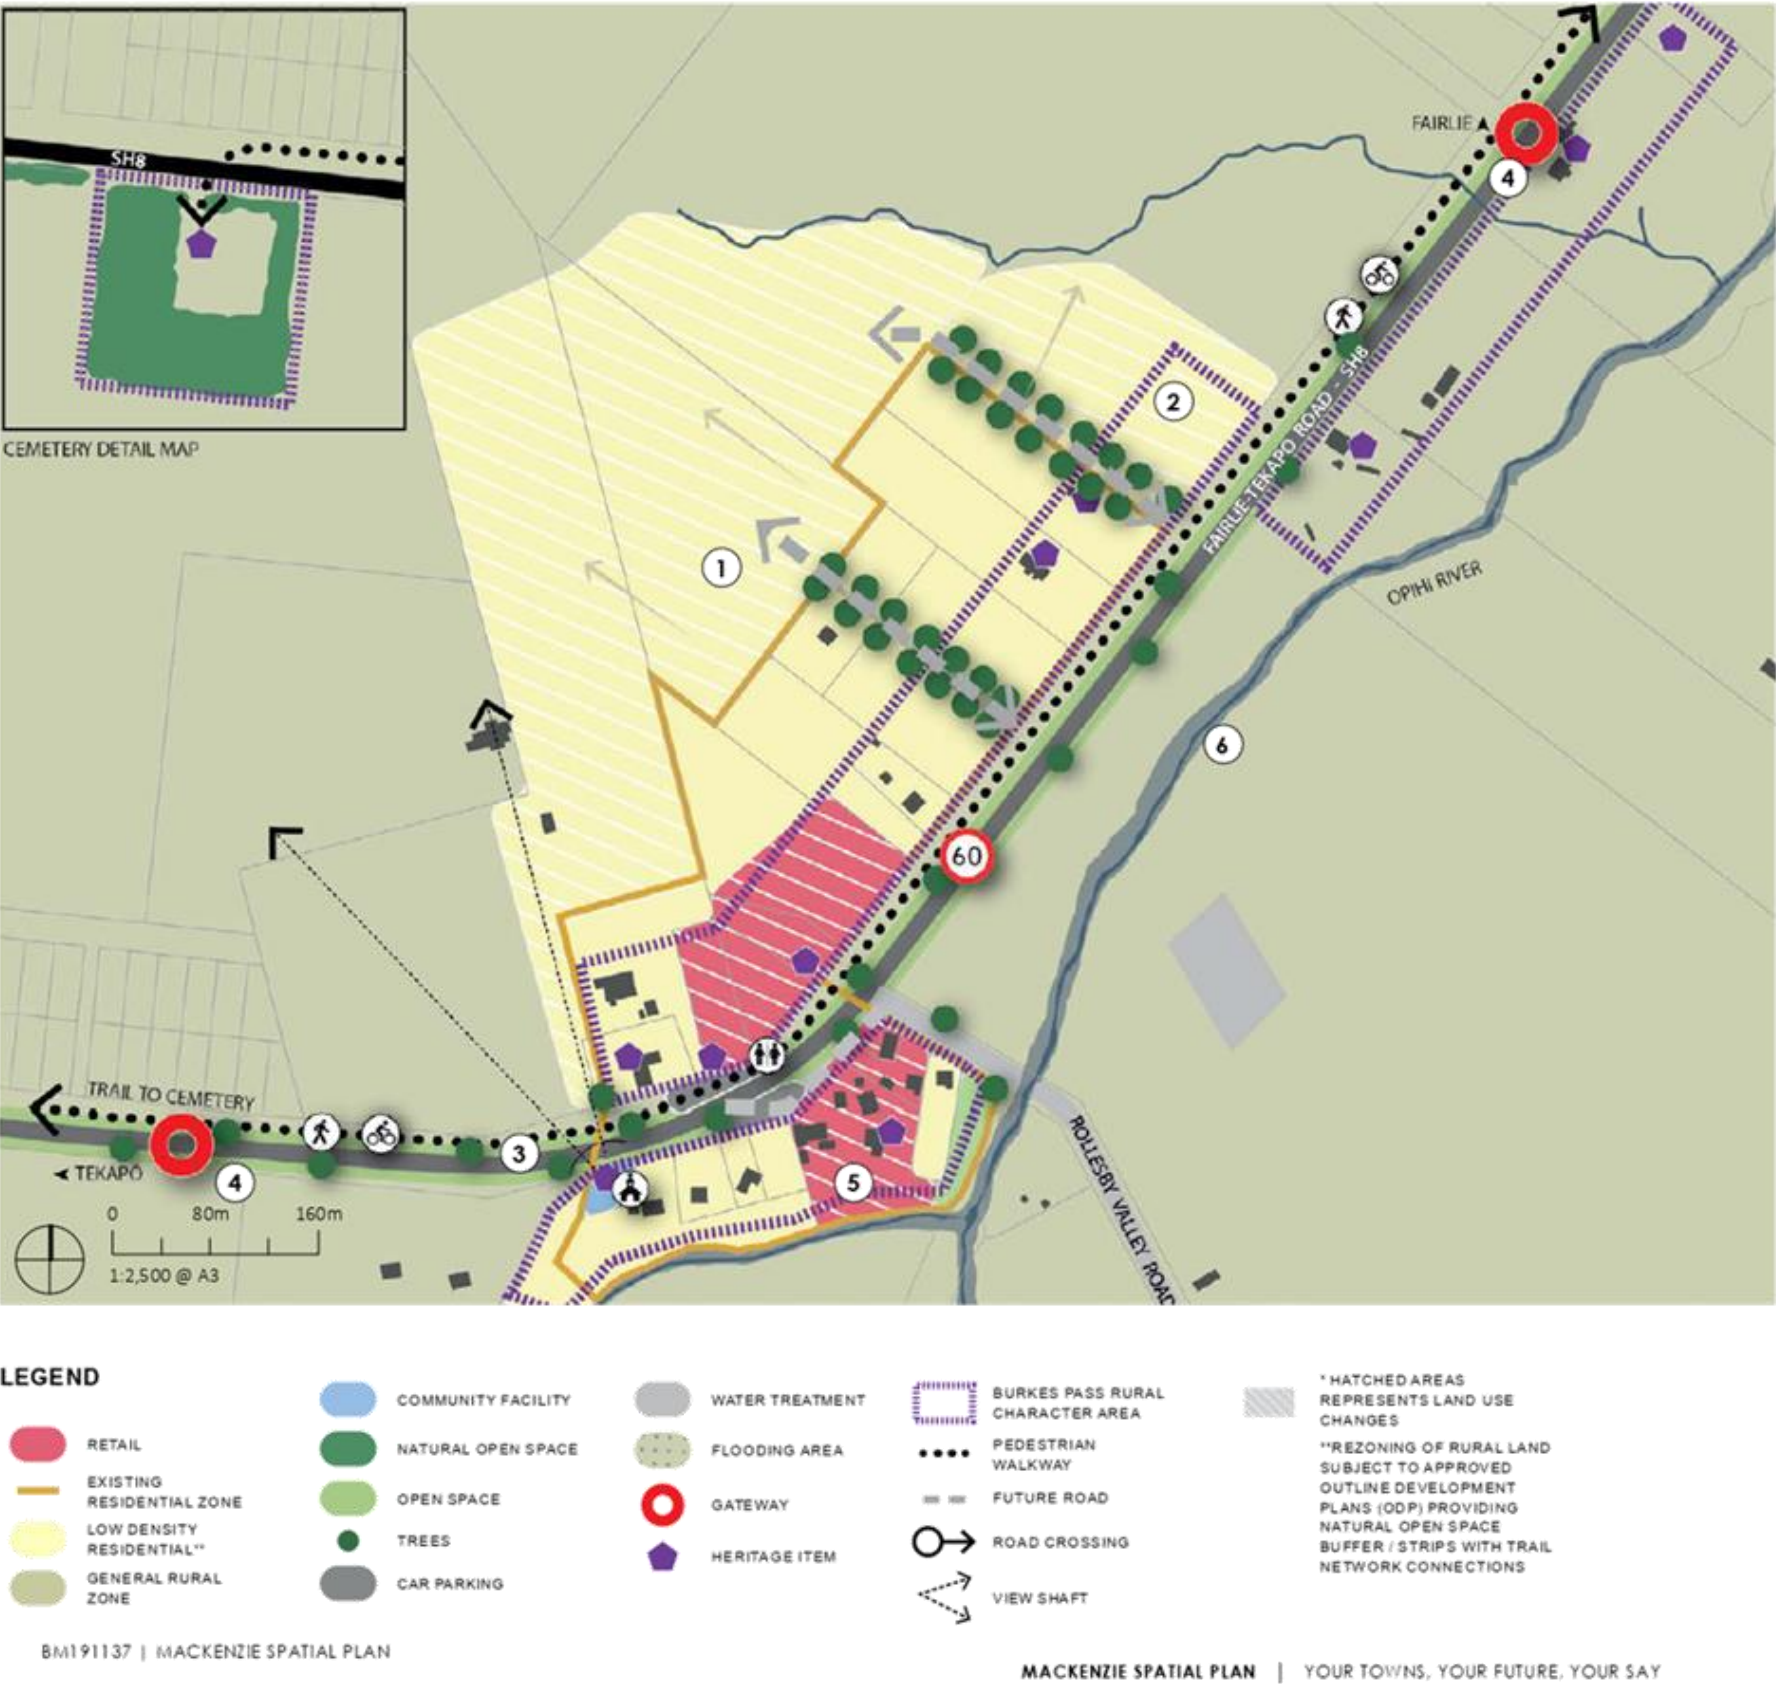 SH8
CEMETERY DETAIL MAP
FAIRLIE
4
2
1
FAIRLIE-TEKAPO ROAD - SH8
OPIHI RIVER
6
60
TRAIL TO CEMETERY
3
TEKAPO
4
5
ROLLESBY VALLEY ROAD
0 80m 160m
1:2,500 @ A3
LEGEND
RETAIL
EXISTING
RESIDENTIAL ZONE
LOW DENSITY
RESIDENTIAL**
GENERAL RURAL
ZONE
COMMUNITY FACILITY
NATURAL OPEN SPACE
OPEN SPACE
TREES
CAR PARKING
WATER TREATMENT
FLOODING AREA
GATEWAY
HERITAGE ITEM
BURKES PASS RURAL
CHARACTER AREA
PEDESTRIAN
WALKWAY
FUTURE ROAD
ROAD CROSSING
VIEW SHAFT
* HATCHED AREAS
REPRESENTS LAND USE
CHANGES
**REZONING OF RURAL LAND
SUBJECT TO APPROVED
OUTLINE DEVELOPMENT
PLANS (ODP) PROVIDING
NATURAL OPEN SPACE
BUFFER / STRIPS WITH TRAIL
NETWORK CONNECTIONS
BM191137 | MACKENZIE SPATIAL PLAN
MACKENZIE SPATIAL PLAN | YOUR TOWNS, YOUR FUTURE, YOUR SAY